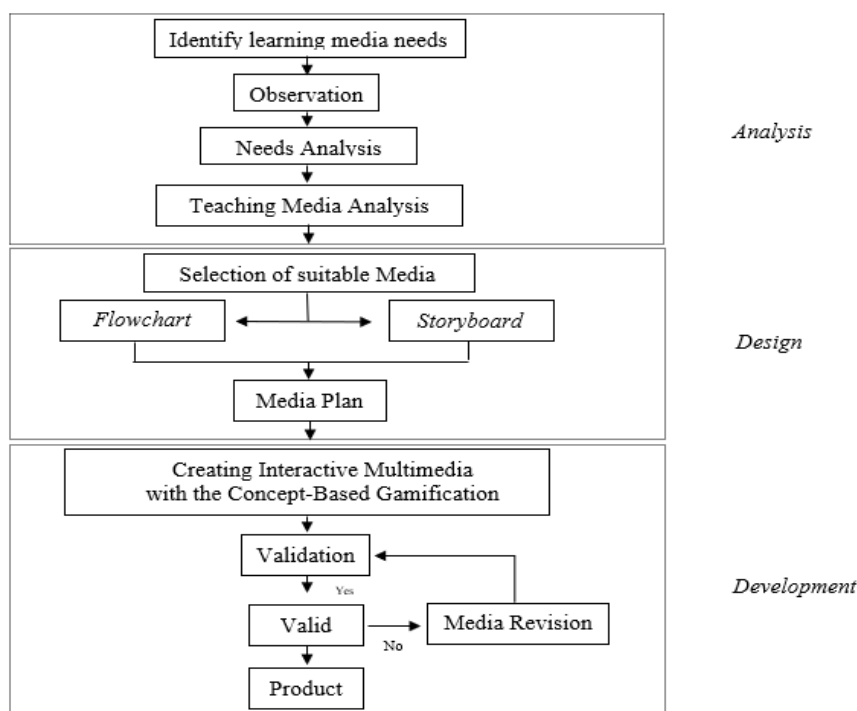 Identify learning media needs
Observation
Needs Analysis
Teaching Media Analysis
Analysis
Selection of suitable Media
Flowchart
Storyboard
Media Plan
Design
Creating Interactive Multimedia
with the Concept-Based Gamification
Validation
Yes
Valid
No
Media Revision
Product
Development